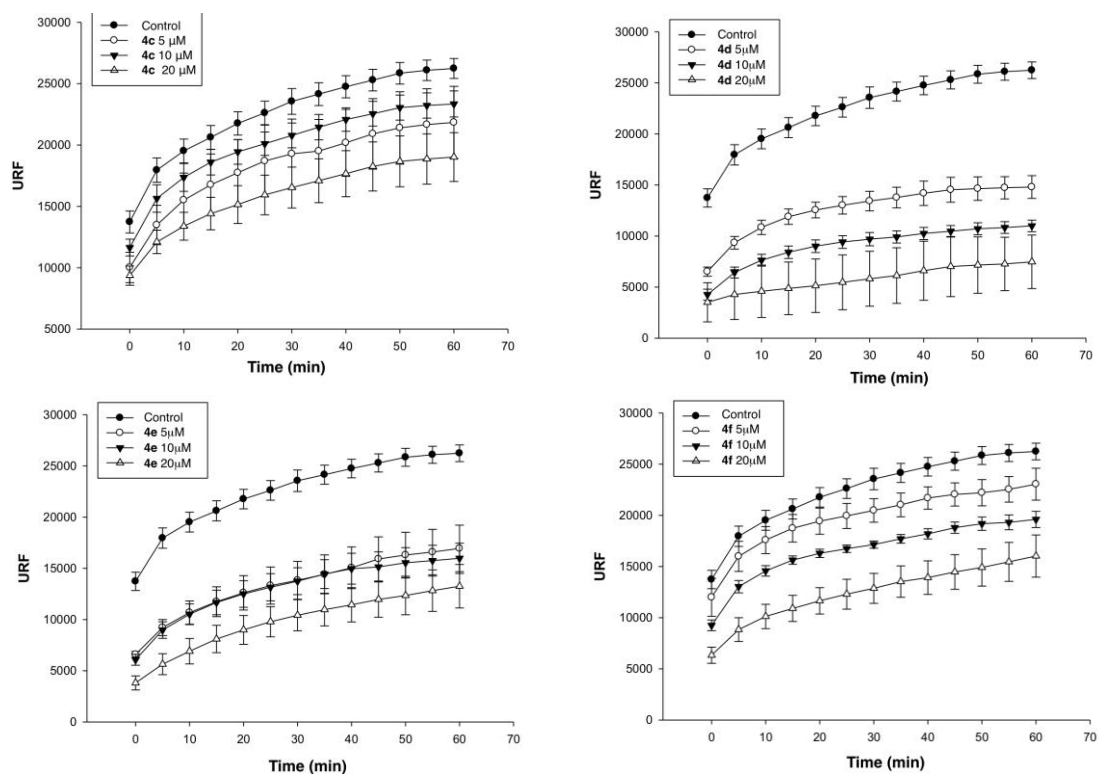 Control
4c 5 μM
4c 10 μM
4c 20 μM
30000
25000
20000
15000
10000
5000
URF
0 10 20 30 40 50 60 70
Time (min)
Control
4d 5μM
4d 10μM
4d 20μM
30000
25000
20000
15000
10000
5000
0
URF
0 10 20 30 40 50 60 70
Time (min)
Control
4e 5μM
4e 10μM
4e 20μM
30000
25000
20000
15000
10000
5000
0
URF
0 10 20 30 40 50 60 70
Time (min)
Control
4f 5μM
4f 10μM
4f 20μM
30000
25000
20000
15000
10000
5000
0
URF
0 10 20 30 40 50 60 70
Time (min)